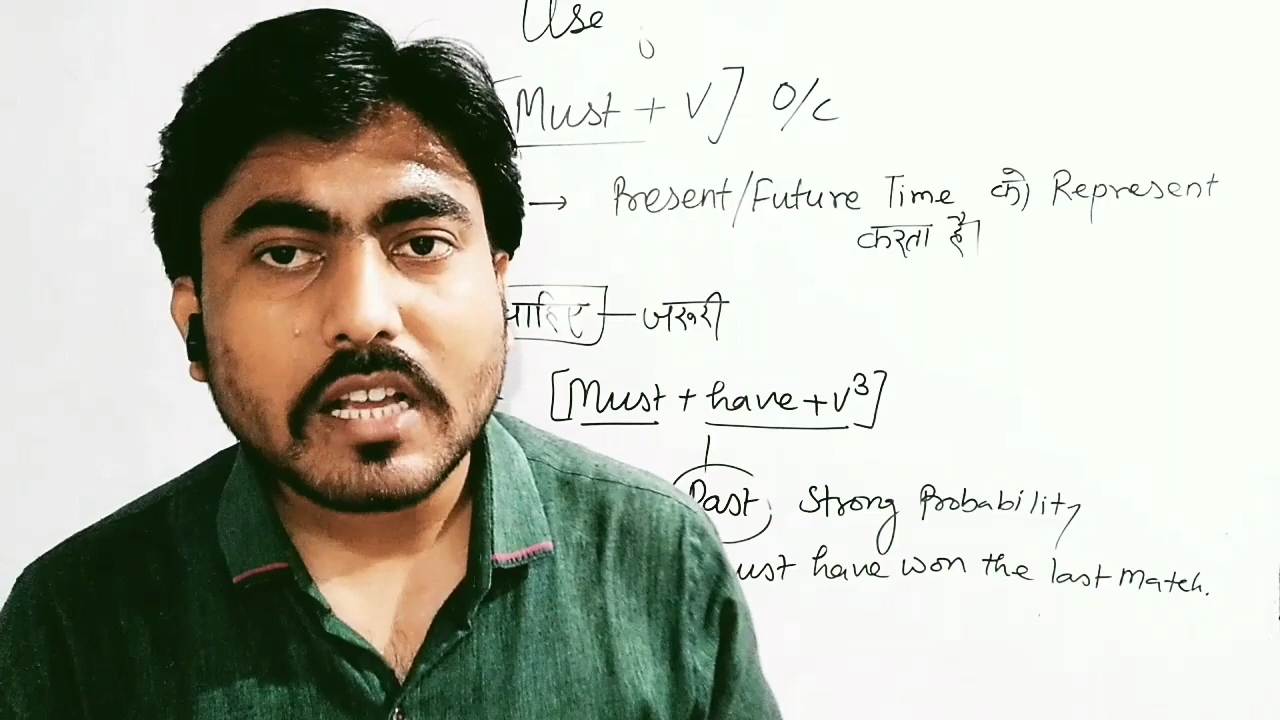 Use
[Must + V] O/C
→ Present/Future Time को Represent
करता है।
चाहिए — जरूरी
[Must + have + V³]
Past Strong Probability
must have won the last match.